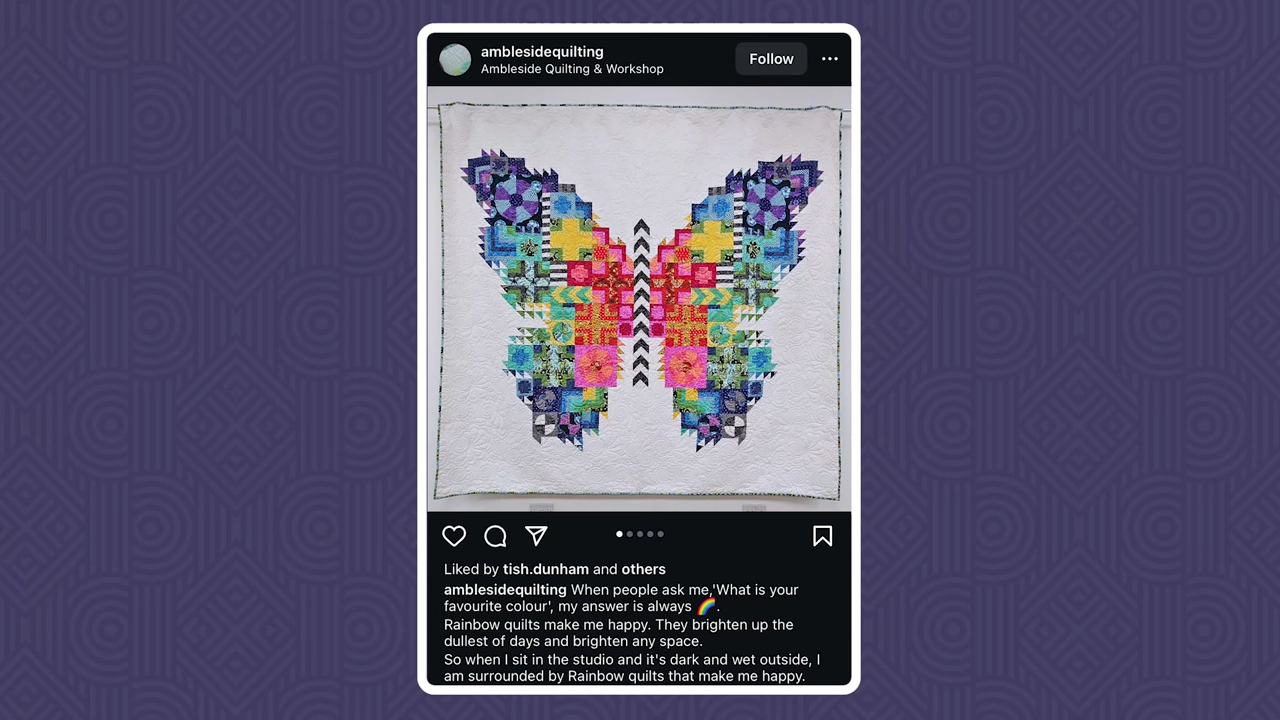 amblesidequilting
Ambleside Quilting & Workshop
Follow
Liked by tish.dunham and others
amblesidequilting When people ask me,'What is your
favourite colour', my answer is always 🌈.
Rainbow quilts make me happy. They brighten up the
dullest of days and brighten any space.
So when I sit in the studio and it's dark and wet outside, I
am surrounded by Rainbow quilts that make me happy.